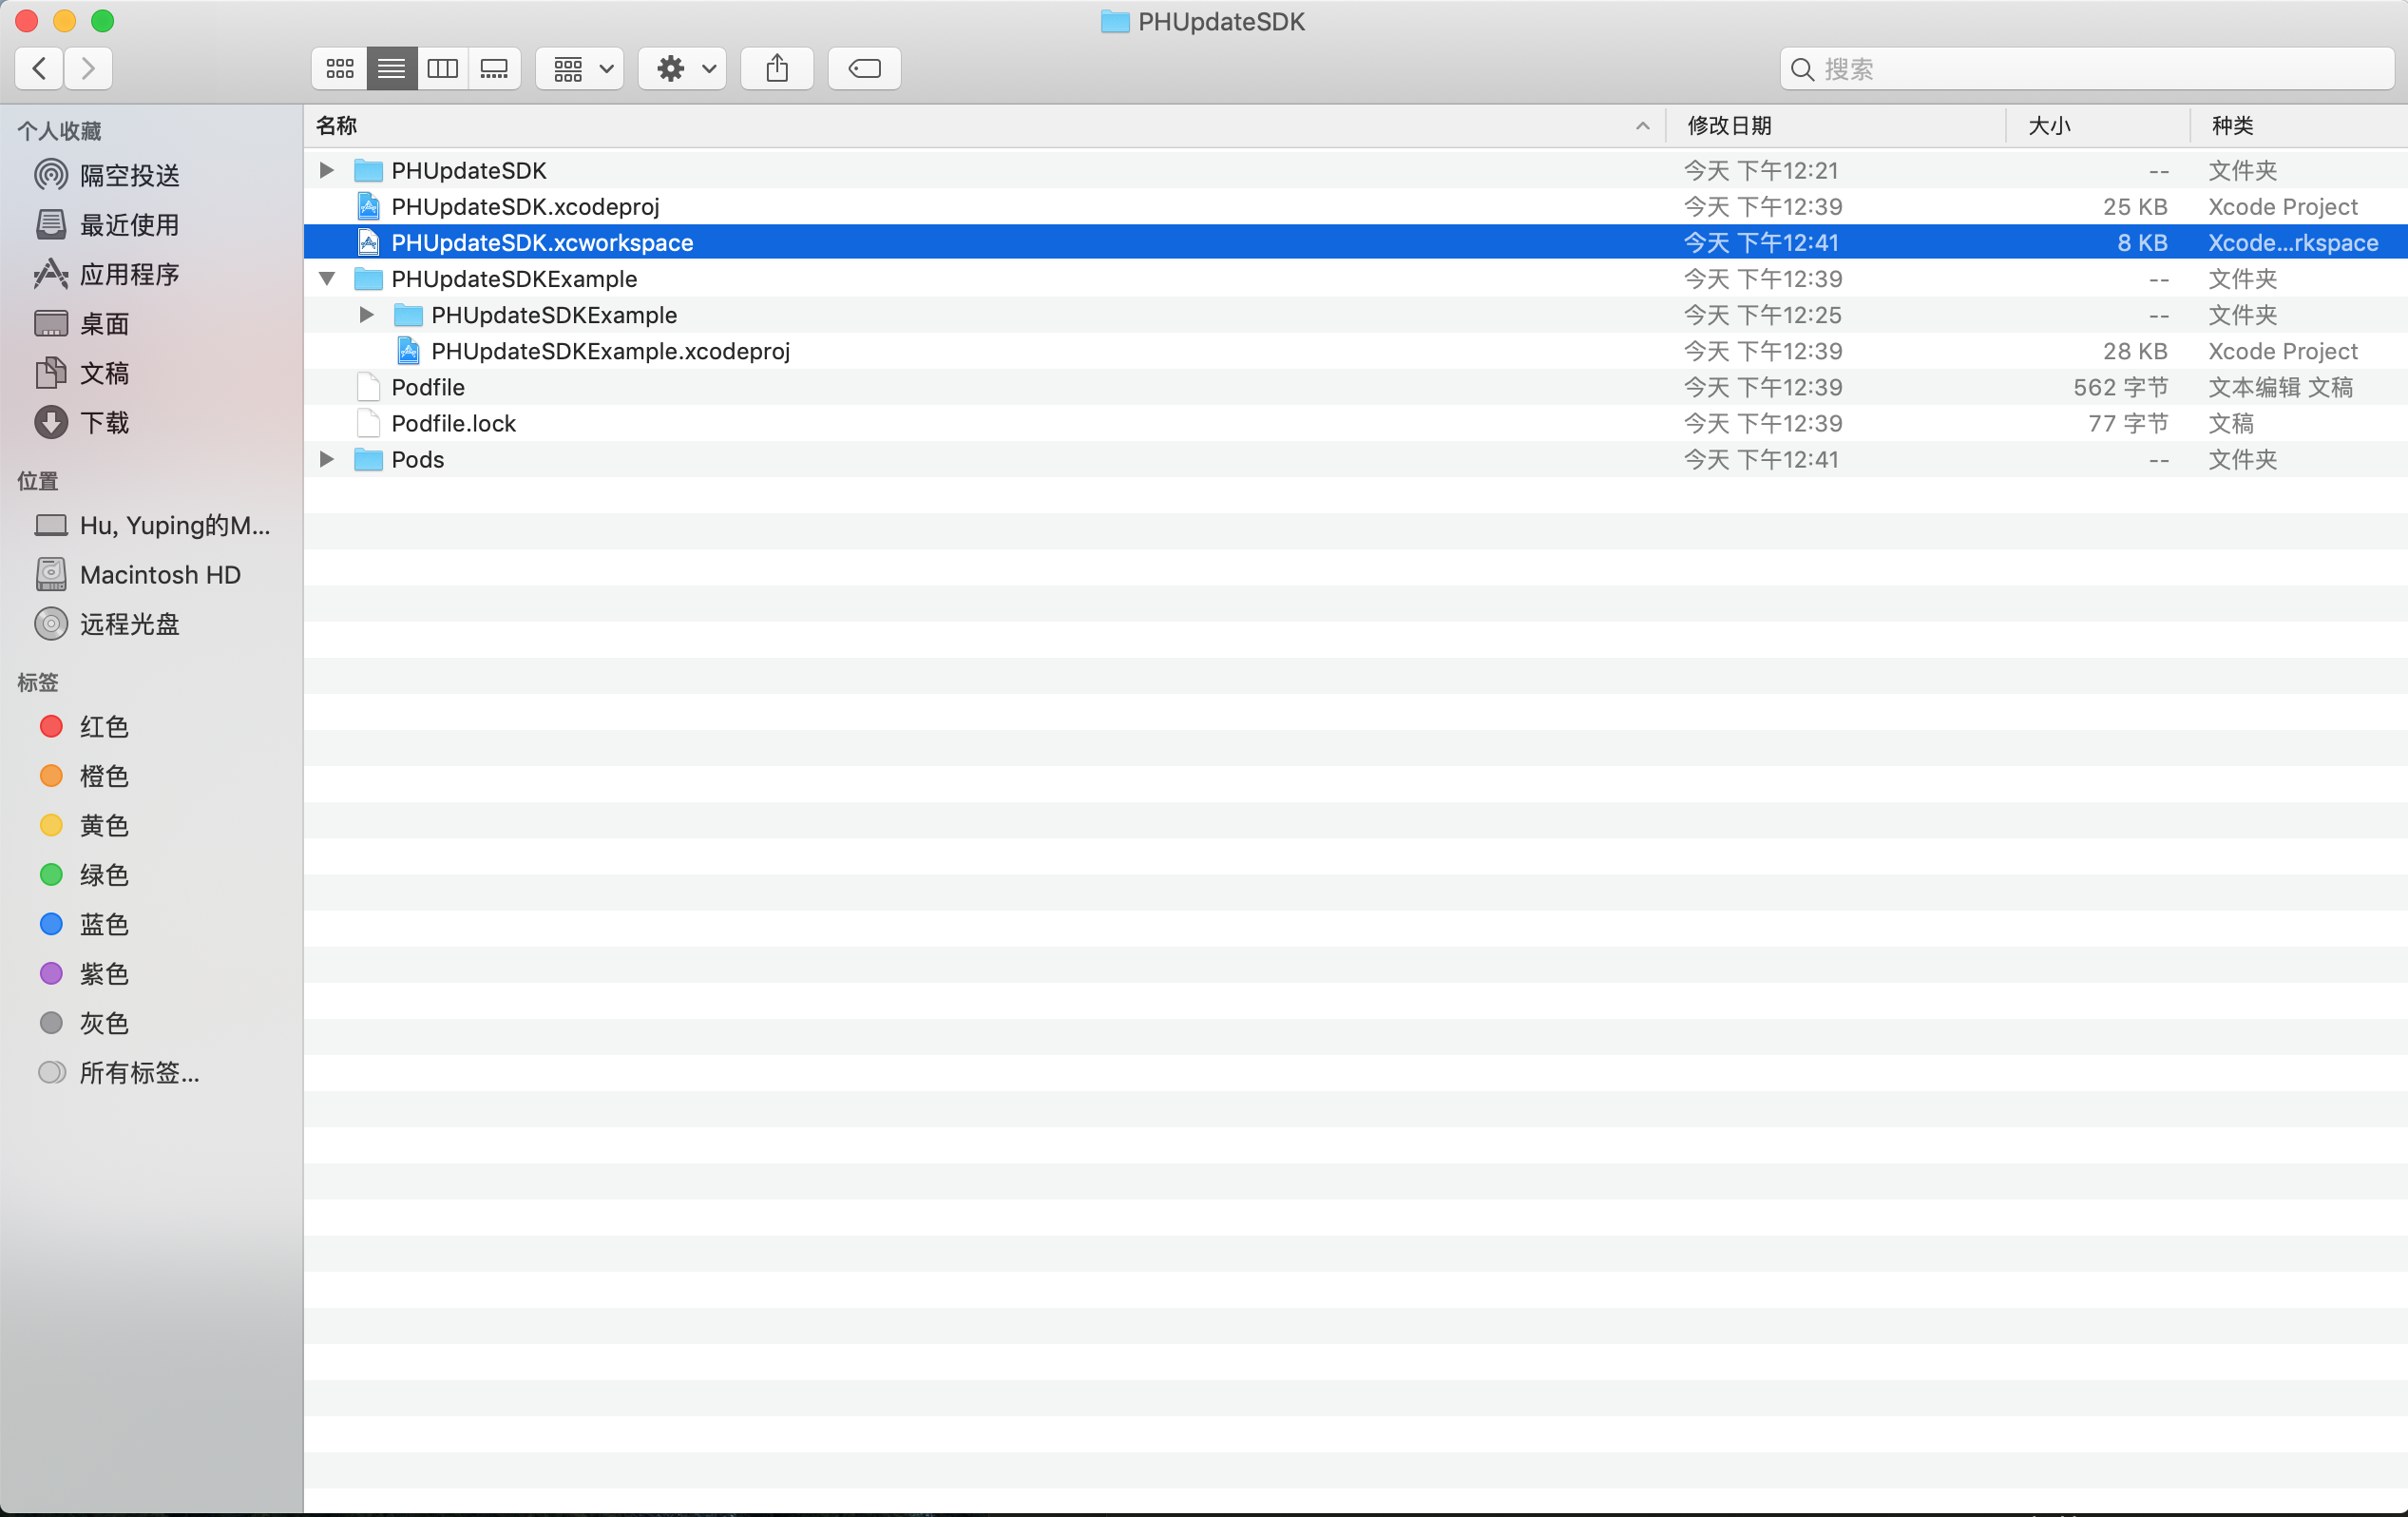 PHUpdateSDK
搜索
个人收藏
隔空投送
最近使用
应用程序
桌面
文稿
下载
位置
Hu, Yuping的M...
Macintosh HD
远程光盘
标签
红色
橙色
黄色
绿色
蓝色
紫色
灰色
所有标签...
名称 修改日期 大小 种类
PHUpdateSDK 今天 下午12:21 -- 文件夹
PHUpdateSDK.xcodeproj 今天 下午12:39 25 KB Xcode Project
PHUpdateSDK.xcworkspace 今天 下午12:41 8 KB Xcode...rkspace
PHUpdateSDKExample 今天 下午12:39 -- 文件夹
PHUpdateSDKExample 今天 下午12:25 -- 文件夹
PHUpdateSDKExample.xcodeproj 今天 下午12:39 28 KB Xcode Project
Podfile 今天 下午12:39 562 字节 文本编辑 文稿
Podfile.lock 今天 下午12:39 77 字节 文稿
Pods 今天 下午12:41 -- 文件夹